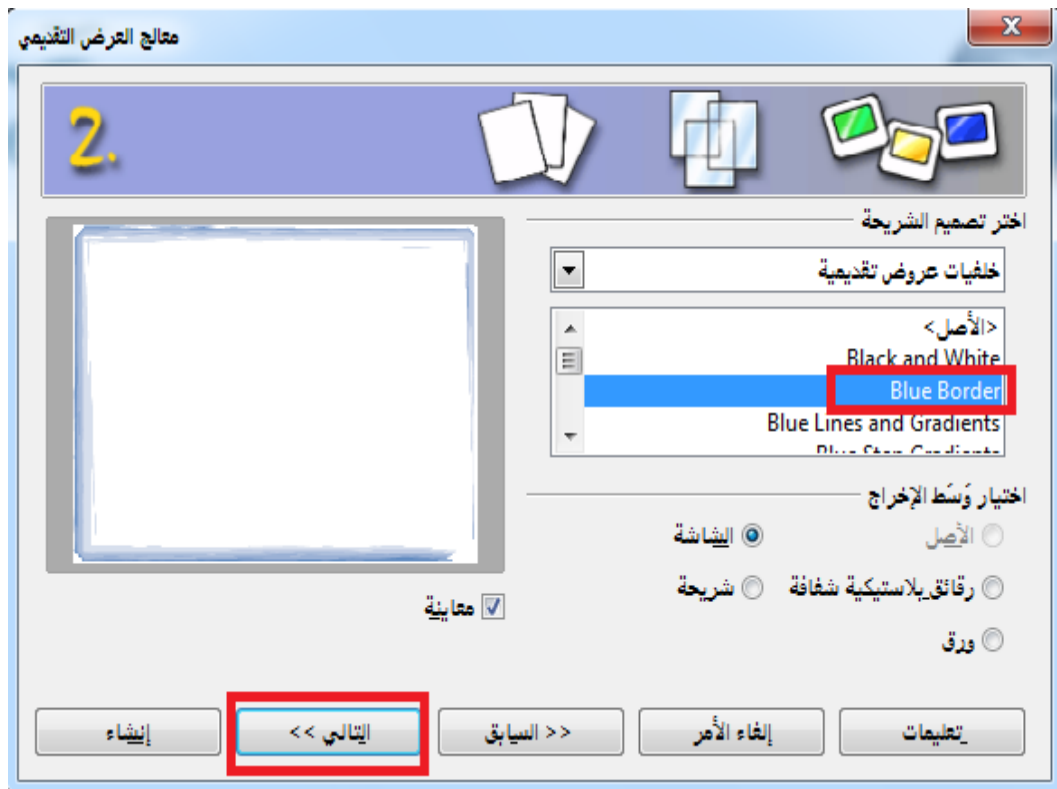 معالج العرض التقديمي
2.
اختر تصميم الشريحة
خلفيات عروض تقديمية
<الأصل>
Black and White
Blue Border
Blue Lines and Gradients
اختيار وَسَط الإخراج
الأصل
الشاشة
رقائق بلاستيكية شفافة
شريحة
ورق
معاينة
تعليمات
إلغاء الأمر
<< السابق
التالي >>
إنشاء